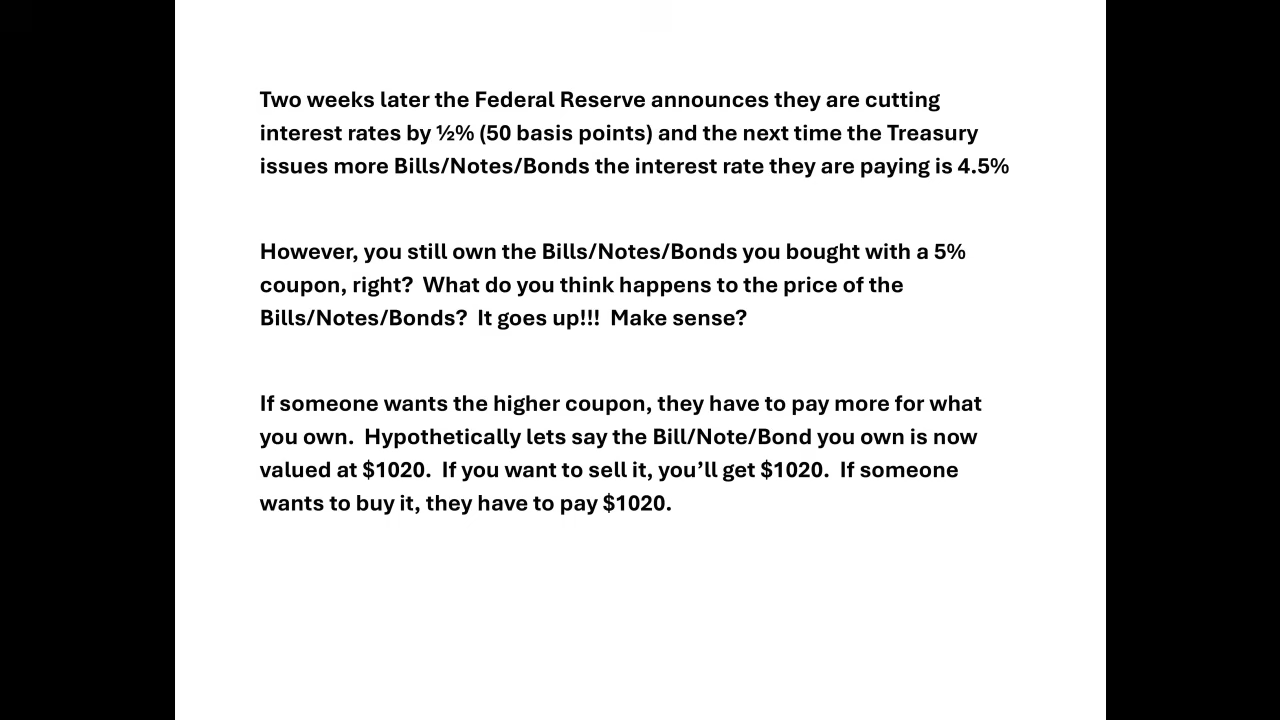 Two weeks later the Federal Reserve announces they are cutting
interest rates by ½% (50 basis points) and the next time the Treasury
issues more Bills/Notes/Bonds the interest rate they are paying is 4.5%
However, you still own the Bills/Notes/Bonds you bought with a 5%
coupon, right?  What do you think happens to the price of the
Bills/Notes/Bonds?  It goes up!!!  Make sense?
If someone wants the higher coupon, they have to pay more for what
you own.  Hypothetically lets say the Bill/Note/Bond you own is now
valued at $1020.  If you want to sell it, you’ll get $1020.  If someone
wants to buy it, they have to pay $1020.